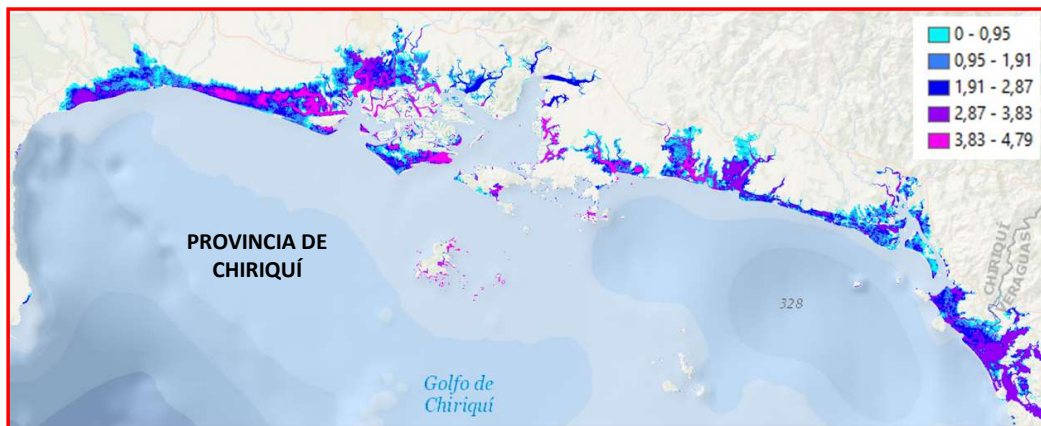 0 - 0,95
0,95 - 1,91
1,91 - 2,87
2,87 - 3,83
3,83 - 4,79
PROVINCIA DE
CHIRIQUÍ
CHIRIQUÍ
VERAGUAS
328
Golfo de
Chiriquí